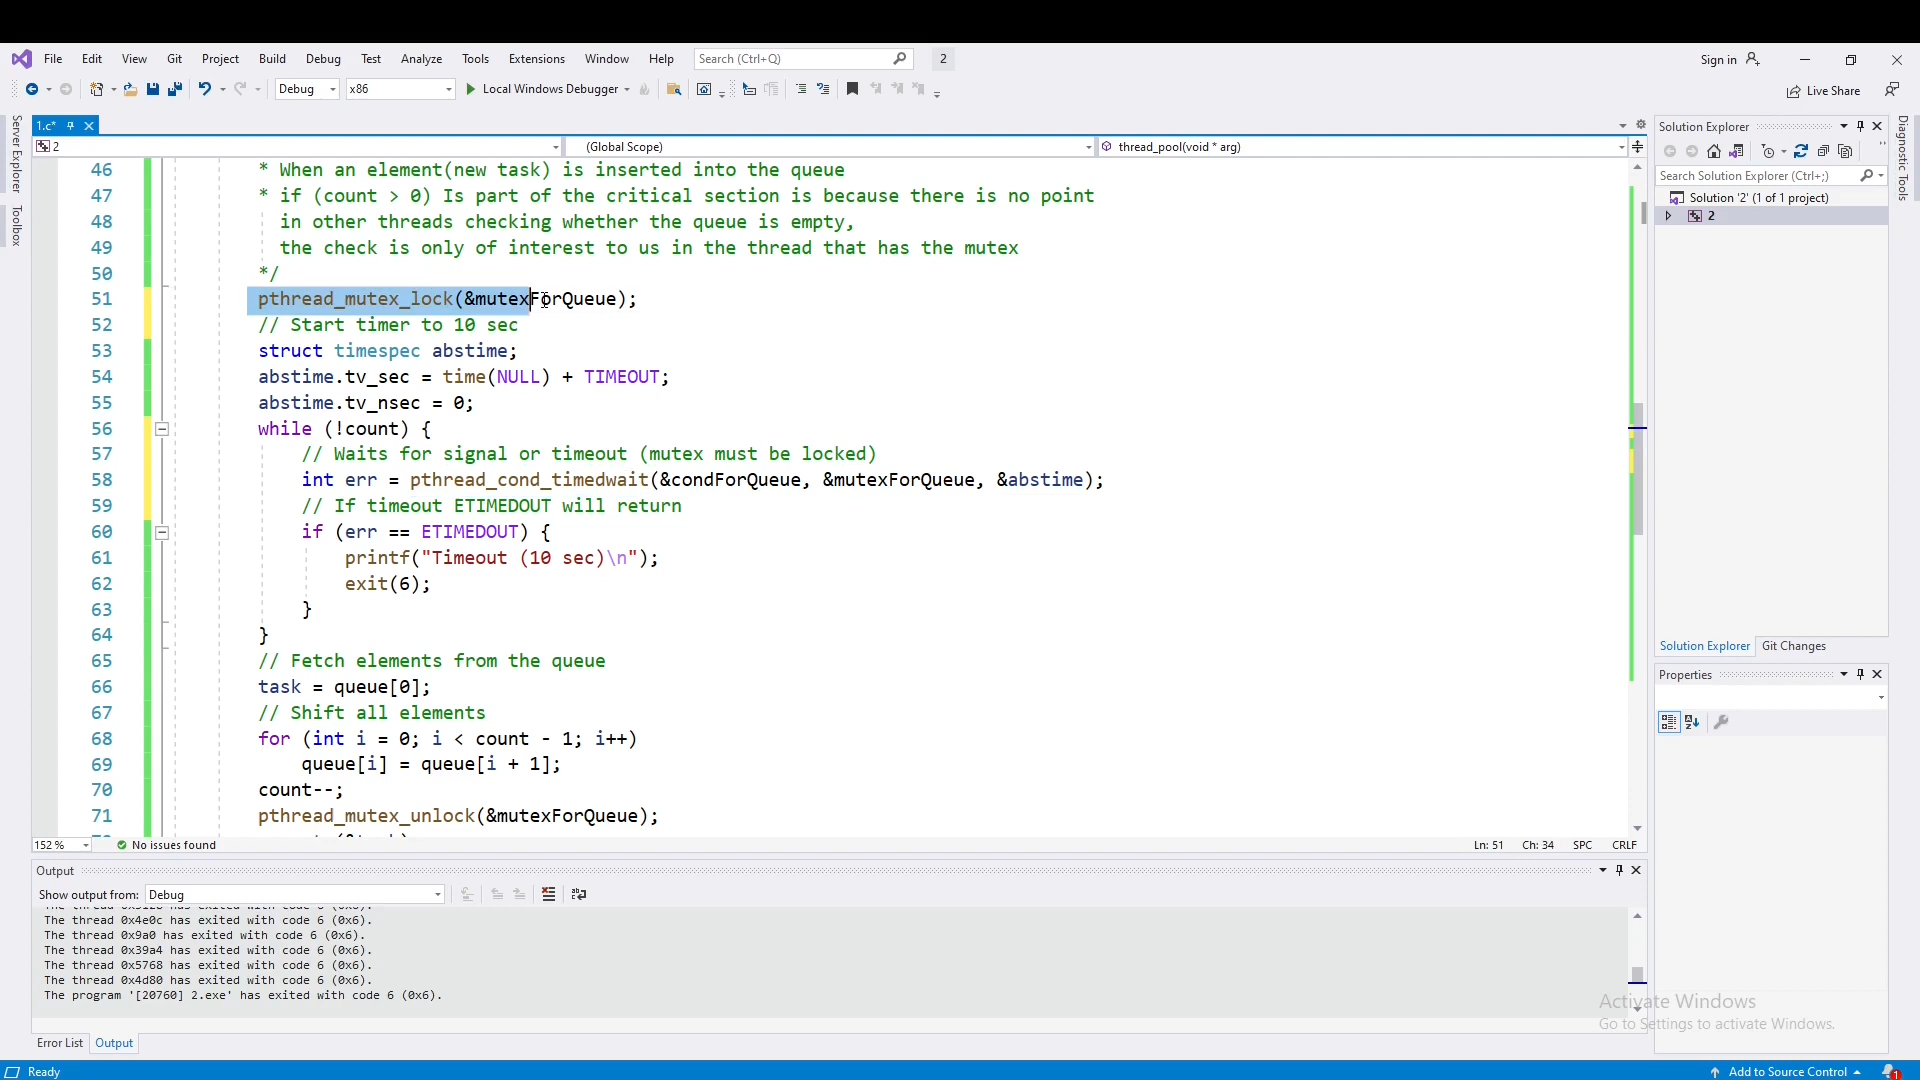 File Edit View Git Project Build Debug Test Analyze Tools Extensions Window Help Search (Ctrl+Q) 2 Sign in
Debug x86 Local Windows Debugger Live Share
Server Explorer
Toolbox
1.c*
2 (Global Scope) thread_pool(void * arg)
46 * When an element(new task) is inserted into the queue
47 * if (count > 0) Is part of the critical section is because there is no point
48 in other threads checking whether the queue is empty,
49 the check is only of interest to us in the thread that has the mutex
50 */
51 pthread_mutex_lock(&mutexForQueue);
52 // Start timer to 10 sec
53 struct timespec abstime;
54 abstime.tv_sec = time(NULL) + TIMEOUT;
55 abstime.tv_nsec = 0;
56 while (!count) {
57 // Waits for signal or timeout (mutex must be locked)
58 int err = pthread_cond_timedwait(&condForQueue, &mutexForQueue, &abstime);
59 // If timeout ETIMEDOUT will return
60 if (err == ETIMEDOUT) {
61 printf("Timeout (10 sec)\n");
62 exit(6);
63 }
64 }
65 // Fetch elements from the queue
66 task = queue[0];
67 // Shift all elements
68 for (int i = 0; i < count - 1; i++)
69 queue[i] = queue[i + 1];
70 count--;
71 pthread_mutex_unlock(&mutexForQueue);
152 % No issues found Ln: 51 Ch: 34 SPC CRLF
Output
Show output from: Debug
The thread 0x4e0c has exited with code 6 (0x6).
The thread 0x9a0 has exited with code 6 (0x6).
The thread 0x39a4 has exited with code 6 (0x6).
The thread 0x5768 has exited with code 6 (0x6).
The thread 0x4d80 has exited with code 6 (0x6).
The program '[20760] 2.exe' has exited with code 6 (0x6).
Error List Output
Solution Explorer
Search Solution Explorer (Ctrl+;)
Solution '2' (1 of 1 project)
2
Solution Explorer Git Changes
Properties
Diagnostic Tools
Activate Windows
Go to Settings to activate Windows.
Ready Add to Source Control 1